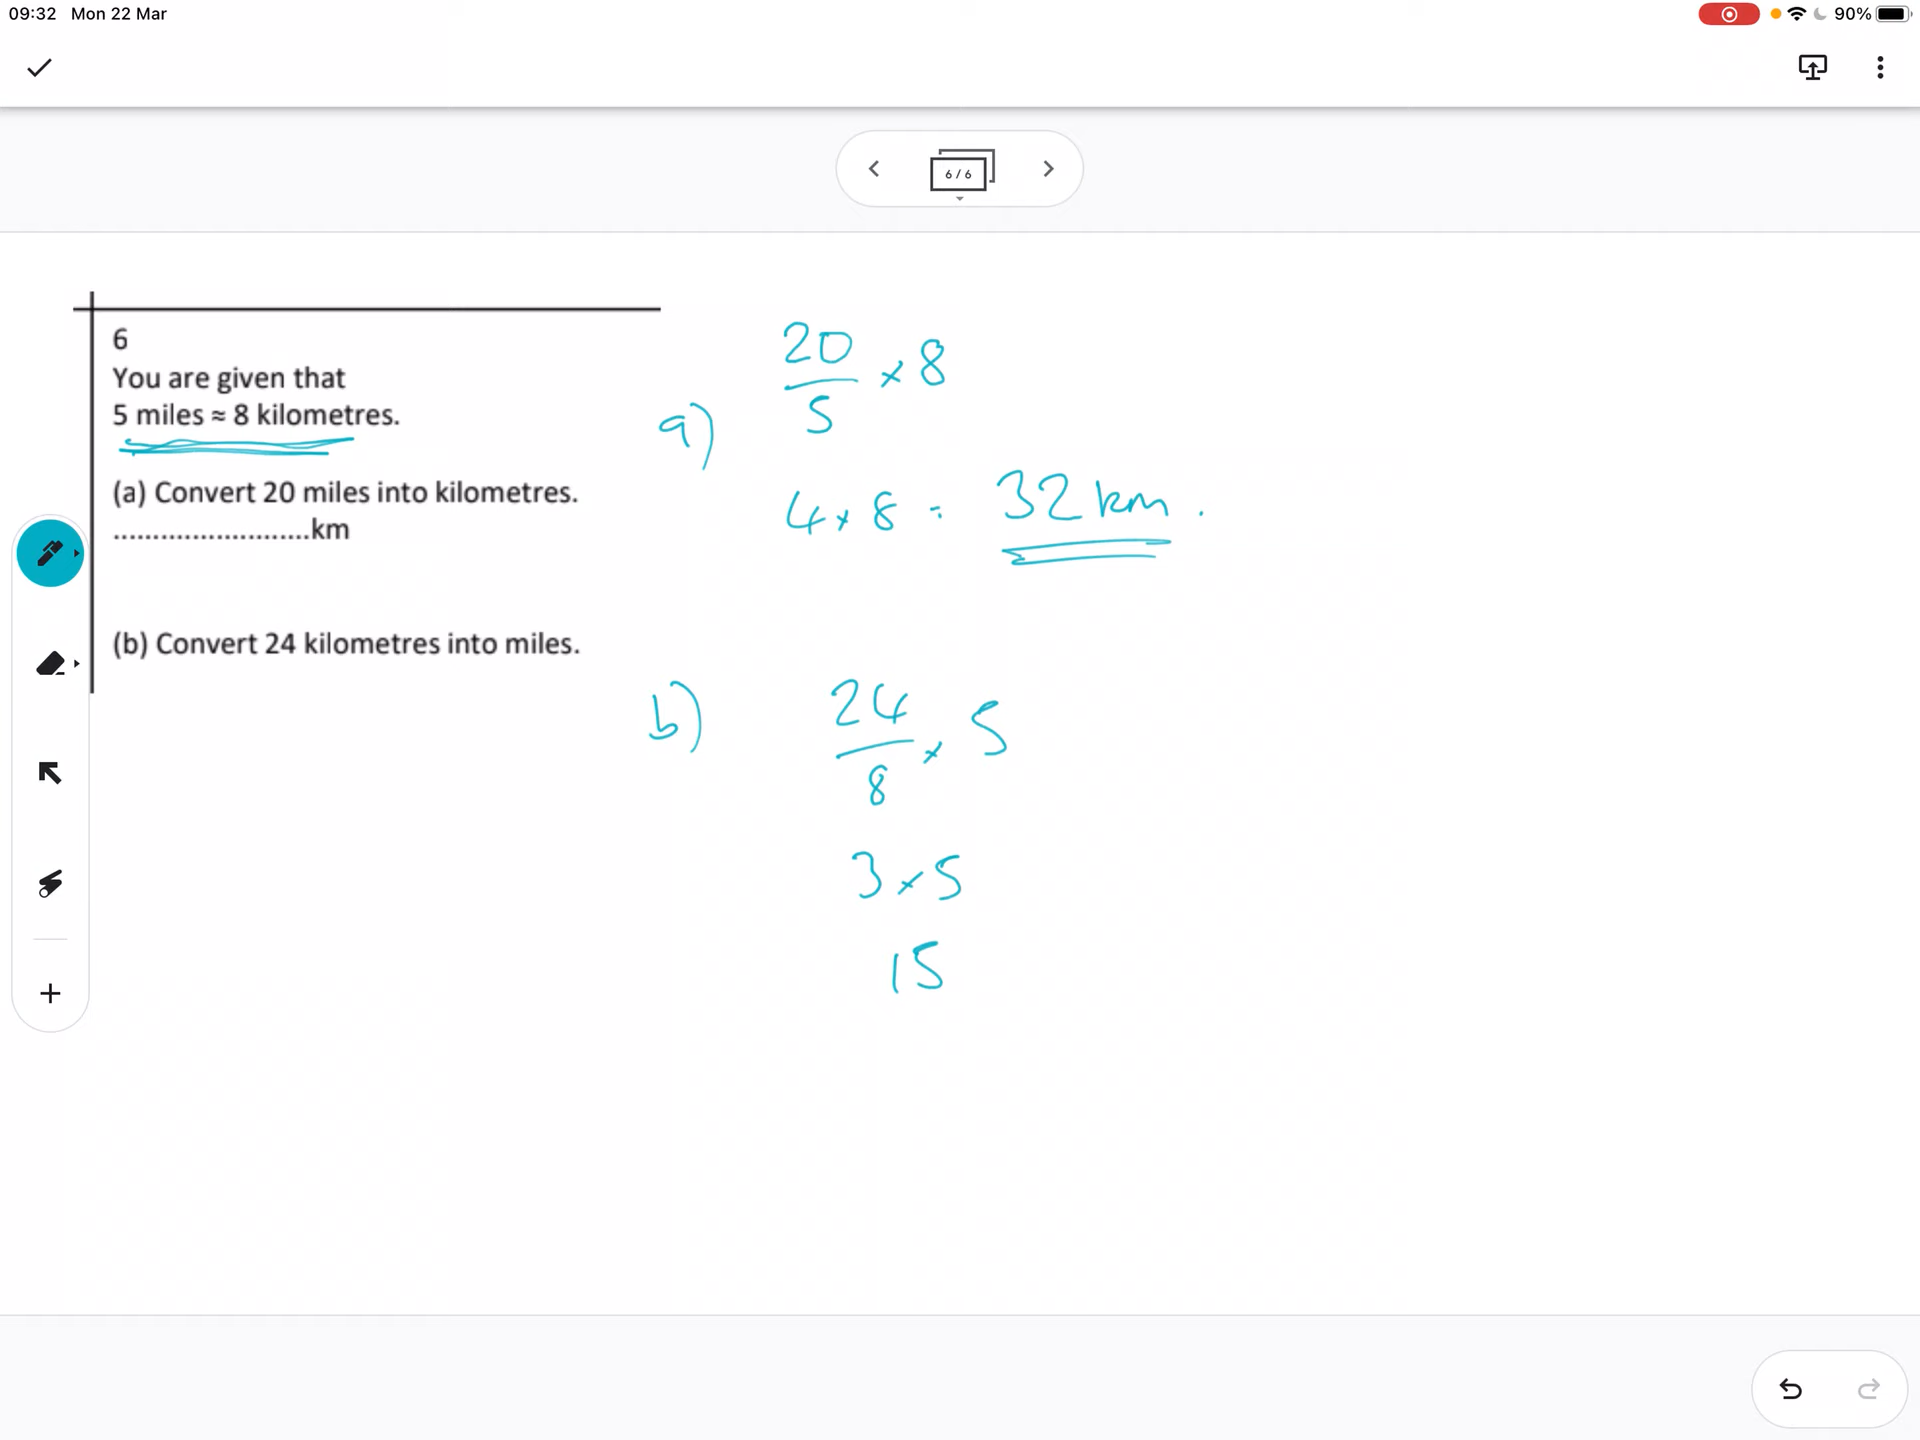 09:32 Mon 22 Mar
90%
6 / 6
6
You are given that
5 miles ≈ 8 kilometres.
(a) Convert 20 miles into kilometres.
........................km
(b) Convert 24 kilometres into miles.
a)
20
5
× 8
4 × 8 = 32 km.
b)
24
8
× 5
3 × 5
15